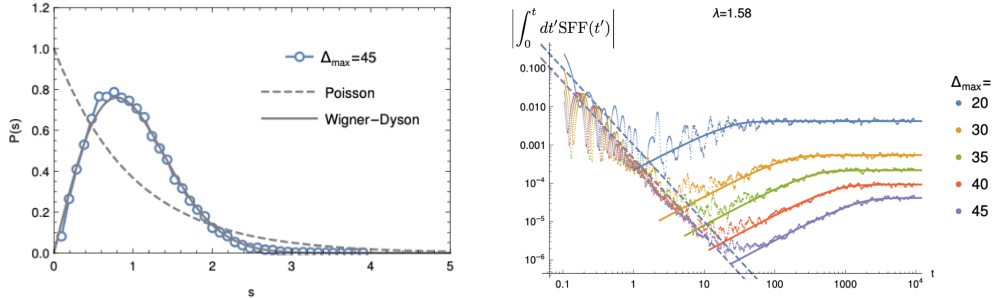 Δmax=45
Poisson
Wigner-Dyson
P(s)
1.2
1.0
0.8
0.6
0.4
0.2
0.0
0 1 2 3 4 5
s
|∫₀ᵗ dt′SFF(t′)|
λ=1.58
0.100
0.010
0.001
10⁻⁴
10⁻⁵
10⁻⁶
0.1 1 10 100 1000 10⁴ t
Δmax=
20
30
35
40
45